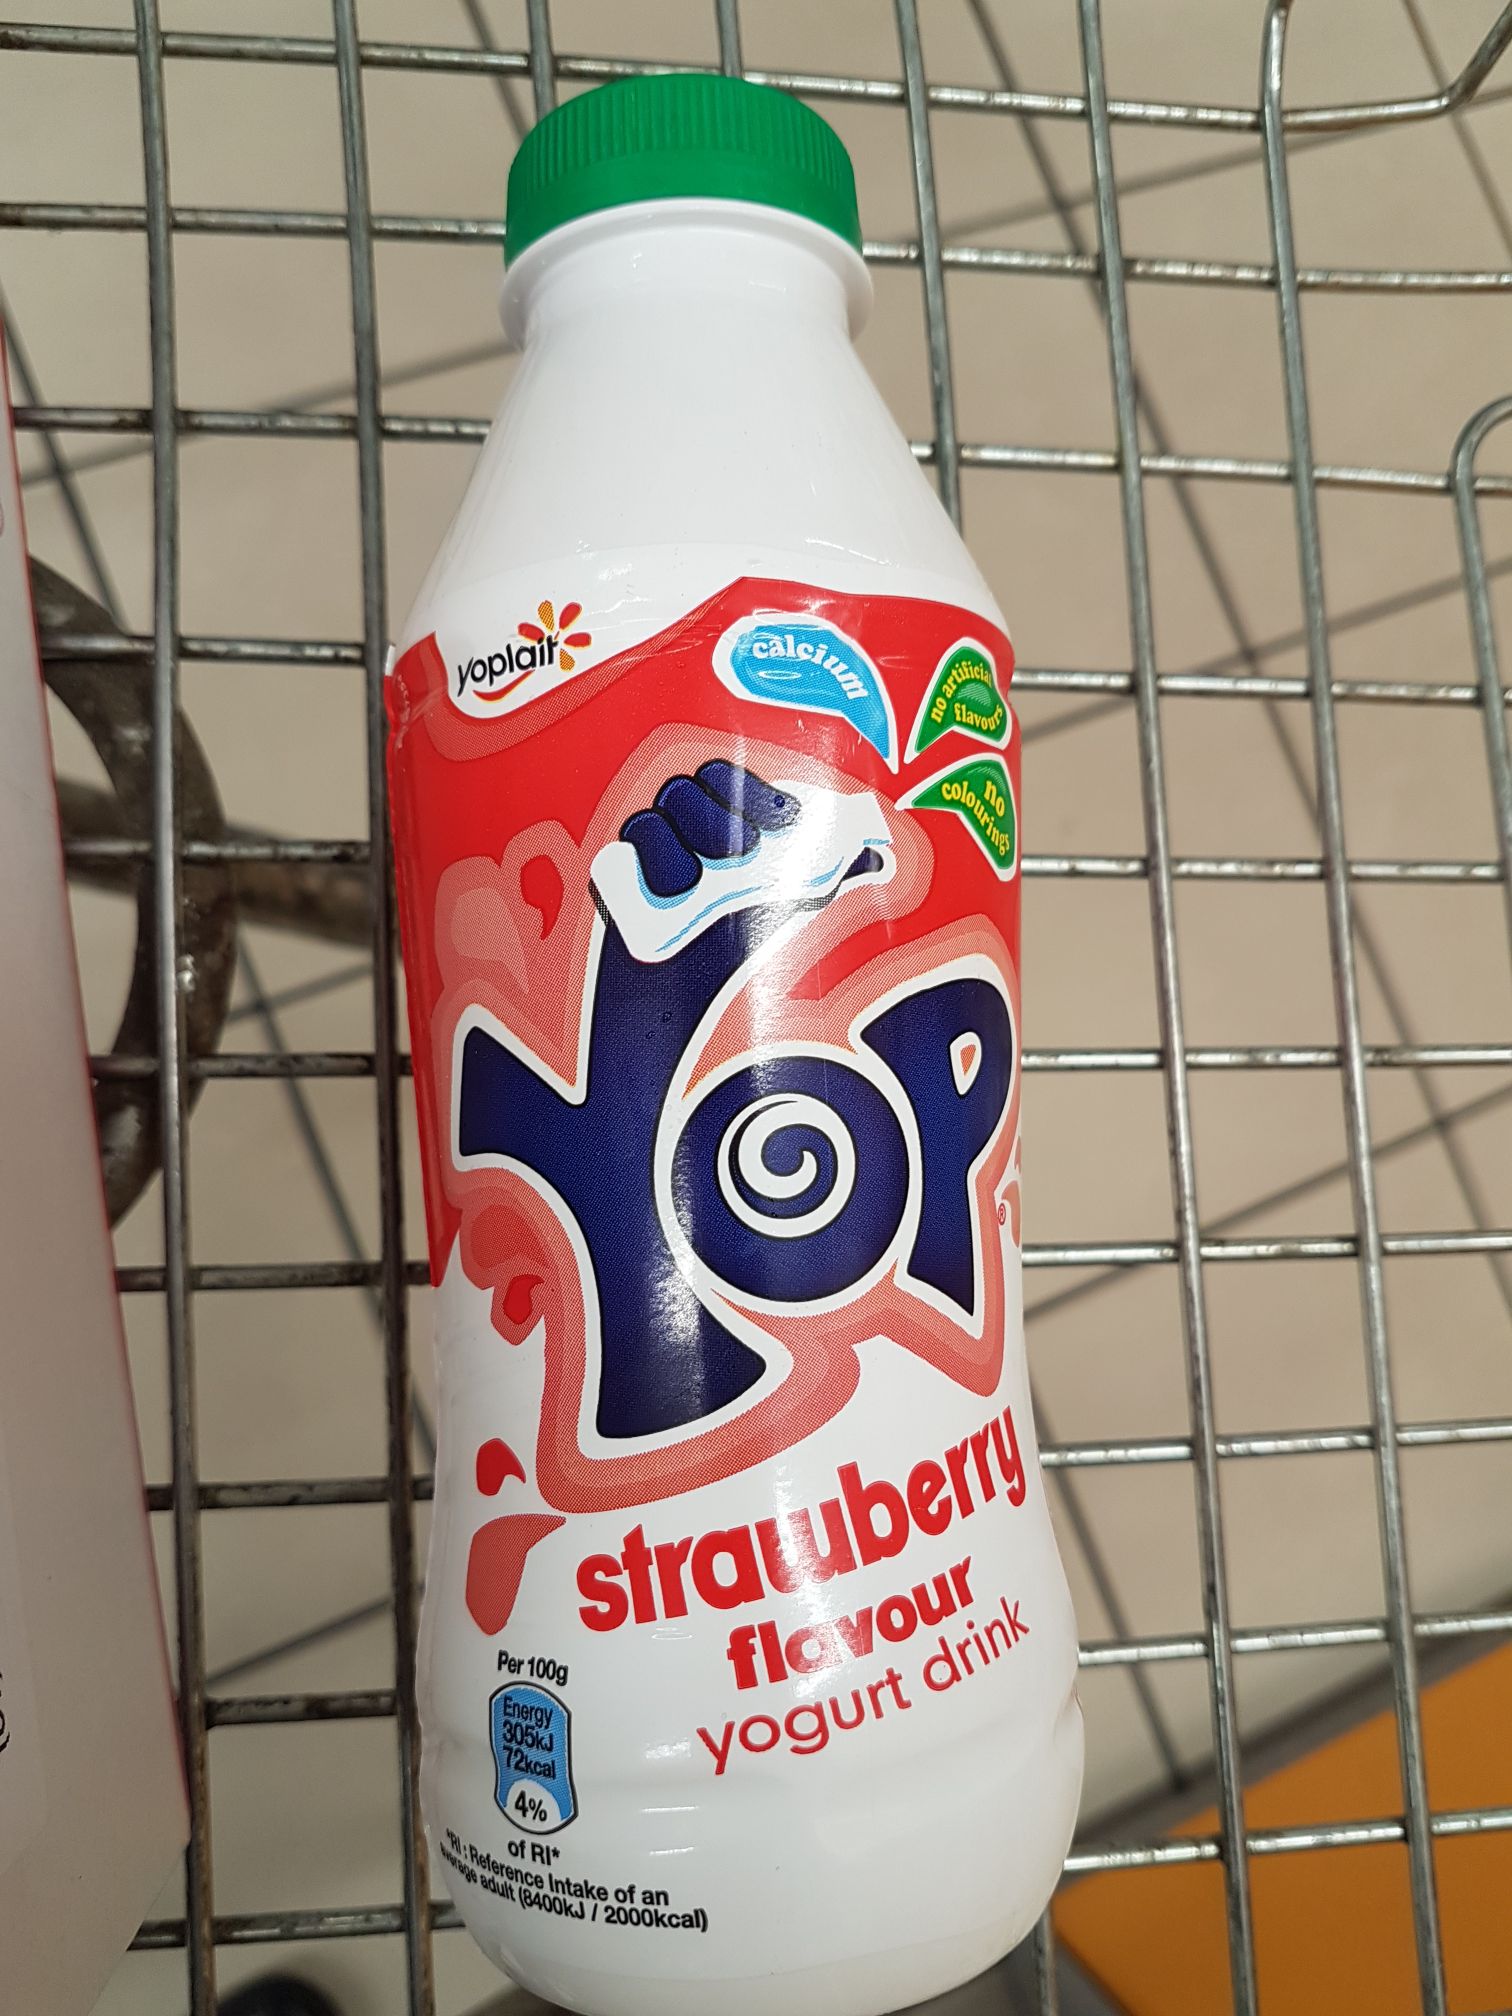 yoplait
calcium
no artificial
flavours
no
colourings
YOP
®
strawberry
flavour
yogurt drink
Per 100g
Energy
305kJ
72kcal
4%
of RI*
*RI : Reference Intake of an
average adult (8400kJ / 2000kcal)